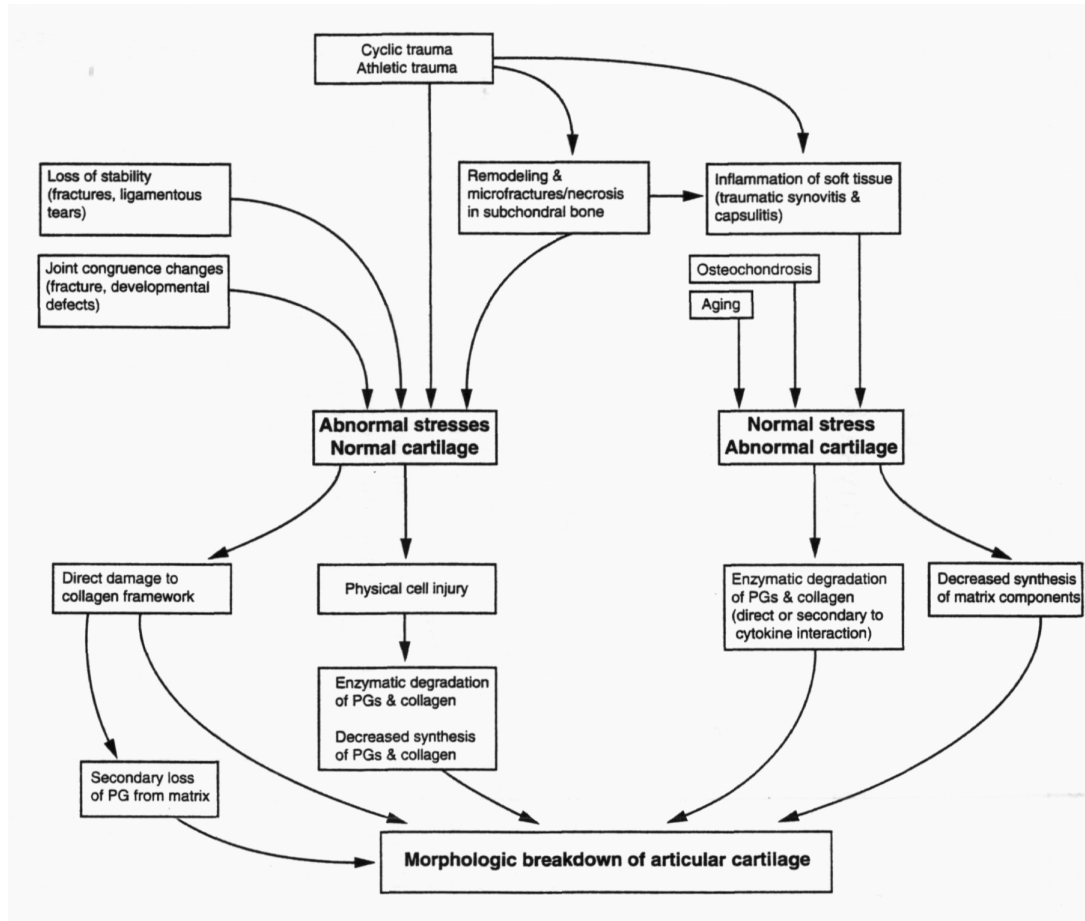 Cyclic trauma
Athletic trauma
Loss of stability
(fractures, ligamentous
tears)
Remodeling &
microfractures/necrosis
in subchondral bone
Inflammation of soft tissue
(traumatic synovitis &
capsulitis)
Joint congruence changes
(fracture, developmental
defects)
Osteochondrosis
Aging
Abnormal stresses
Normal cartilage
Normal stress
Abnormal cartilage
Direct damage to
collagen framework
Physical cell injury
Enzymatic degradation
of PGs & collagen
(direct or secondary to
cytokine interaction)
Decreased synthesis
of matrix components
Enzymatic degradation
of PGs & collagen
Decreased synthesis
of PGs & collagen
Secondary loss
of PG from matrix
Morphologic breakdown of articular cartilage